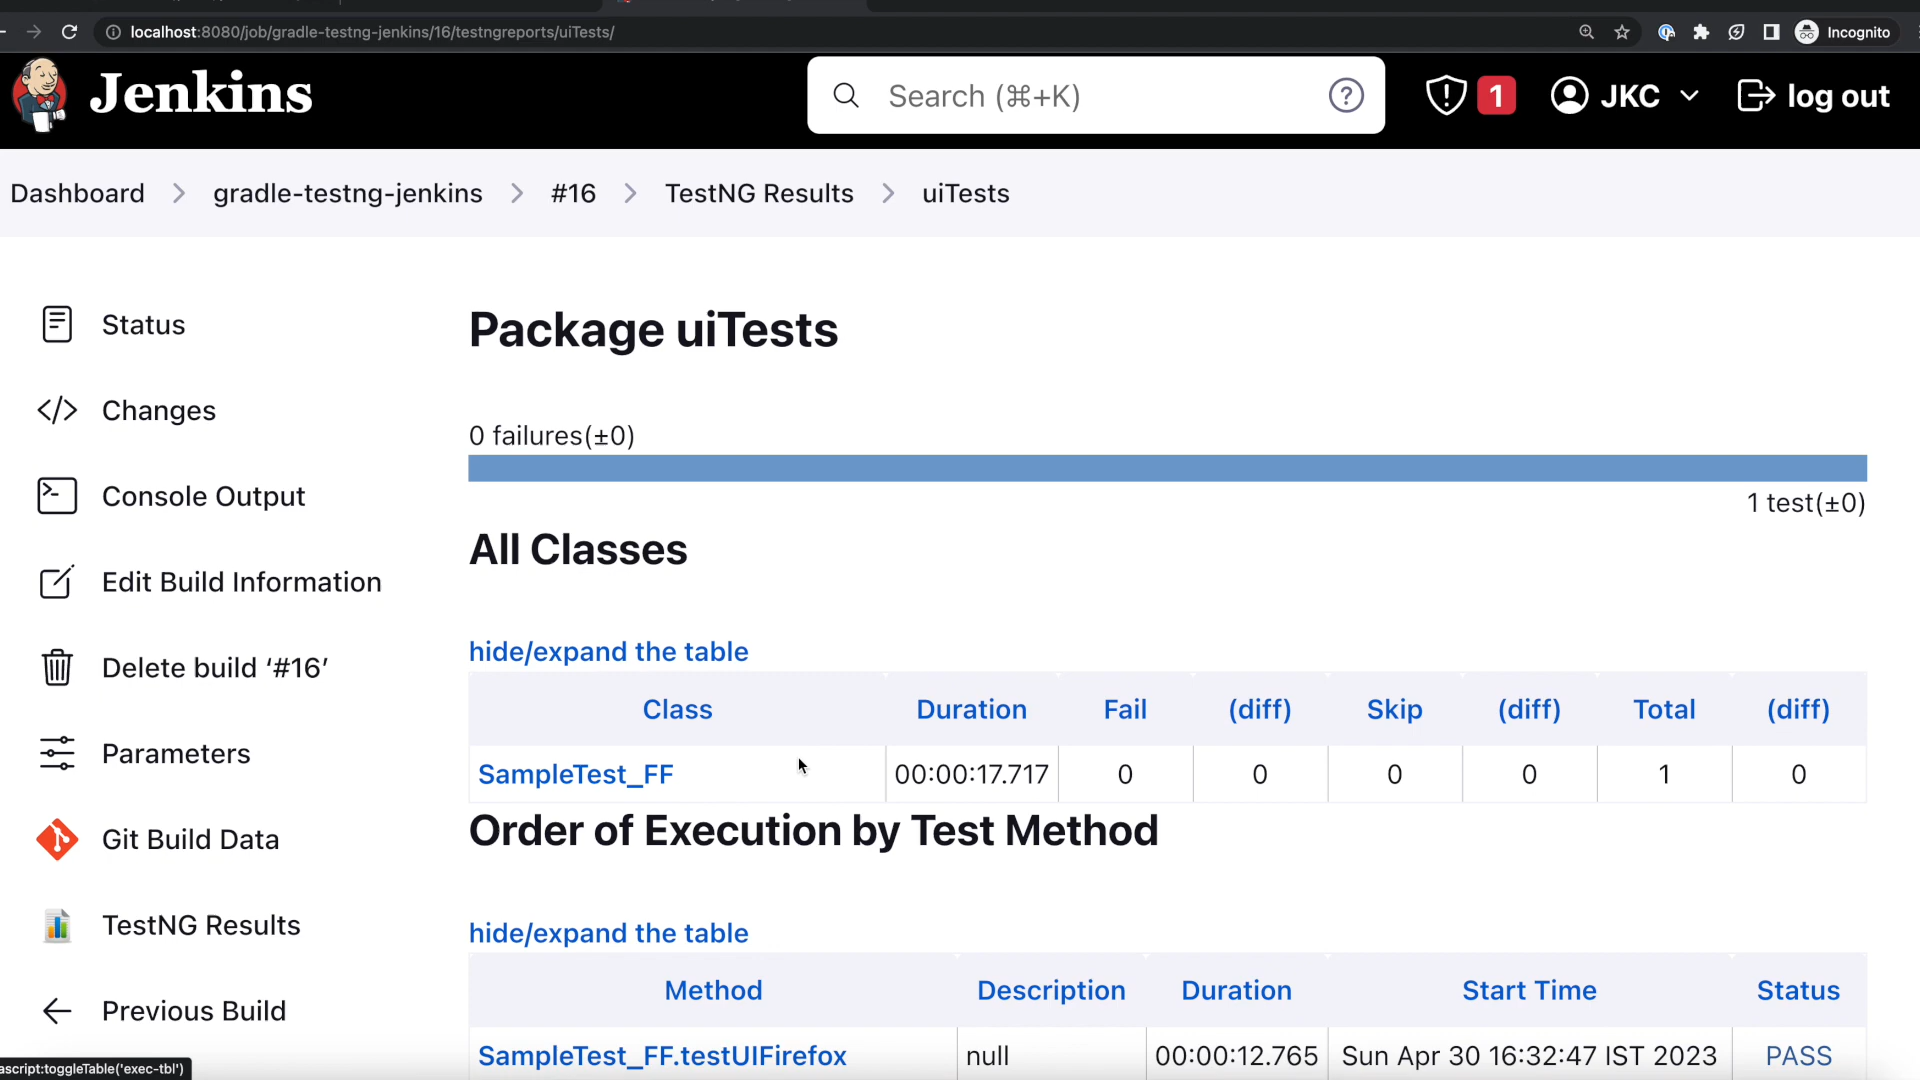 localhost:8080/job/gradle-testng-jenkins/16/testngreports/uiTests/
Incognito
Jenkins
Search (⌘+K)
1
JKC
log out
Dashboard
gradle-testng-jenkins
#16
TestNG Results
uiTests
Status
Changes
Console Output
Edit Build Information
Delete build ‘#16’
Parameters
Git Build Data
TestNG Results
Previous Build
Package uiTests
0 failures(±0)
1 test(±0)
All Classes
hide/expand the table
Class Duration Fail (diff) Skip (diff) Total (diff)
SampleTest_FF 00:00:17.717 0 0 0 0 1 0
Order of Execution by Test Method
hide/expand the table
Method Description Duration Start Time Status
SampleTest_FF.testUIFirefox null 00:00:12.765 Sun Apr 30 16:32:47 IST 2023 PASS
ascript:toggleTable('exec-tbl')